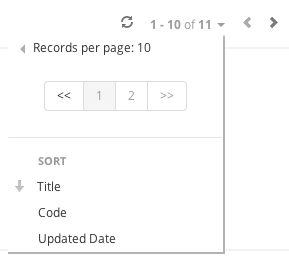 1 - 10 of 11
Records per page: 10
<< 1 2 >>
SORT
Title
Code
Updated Date